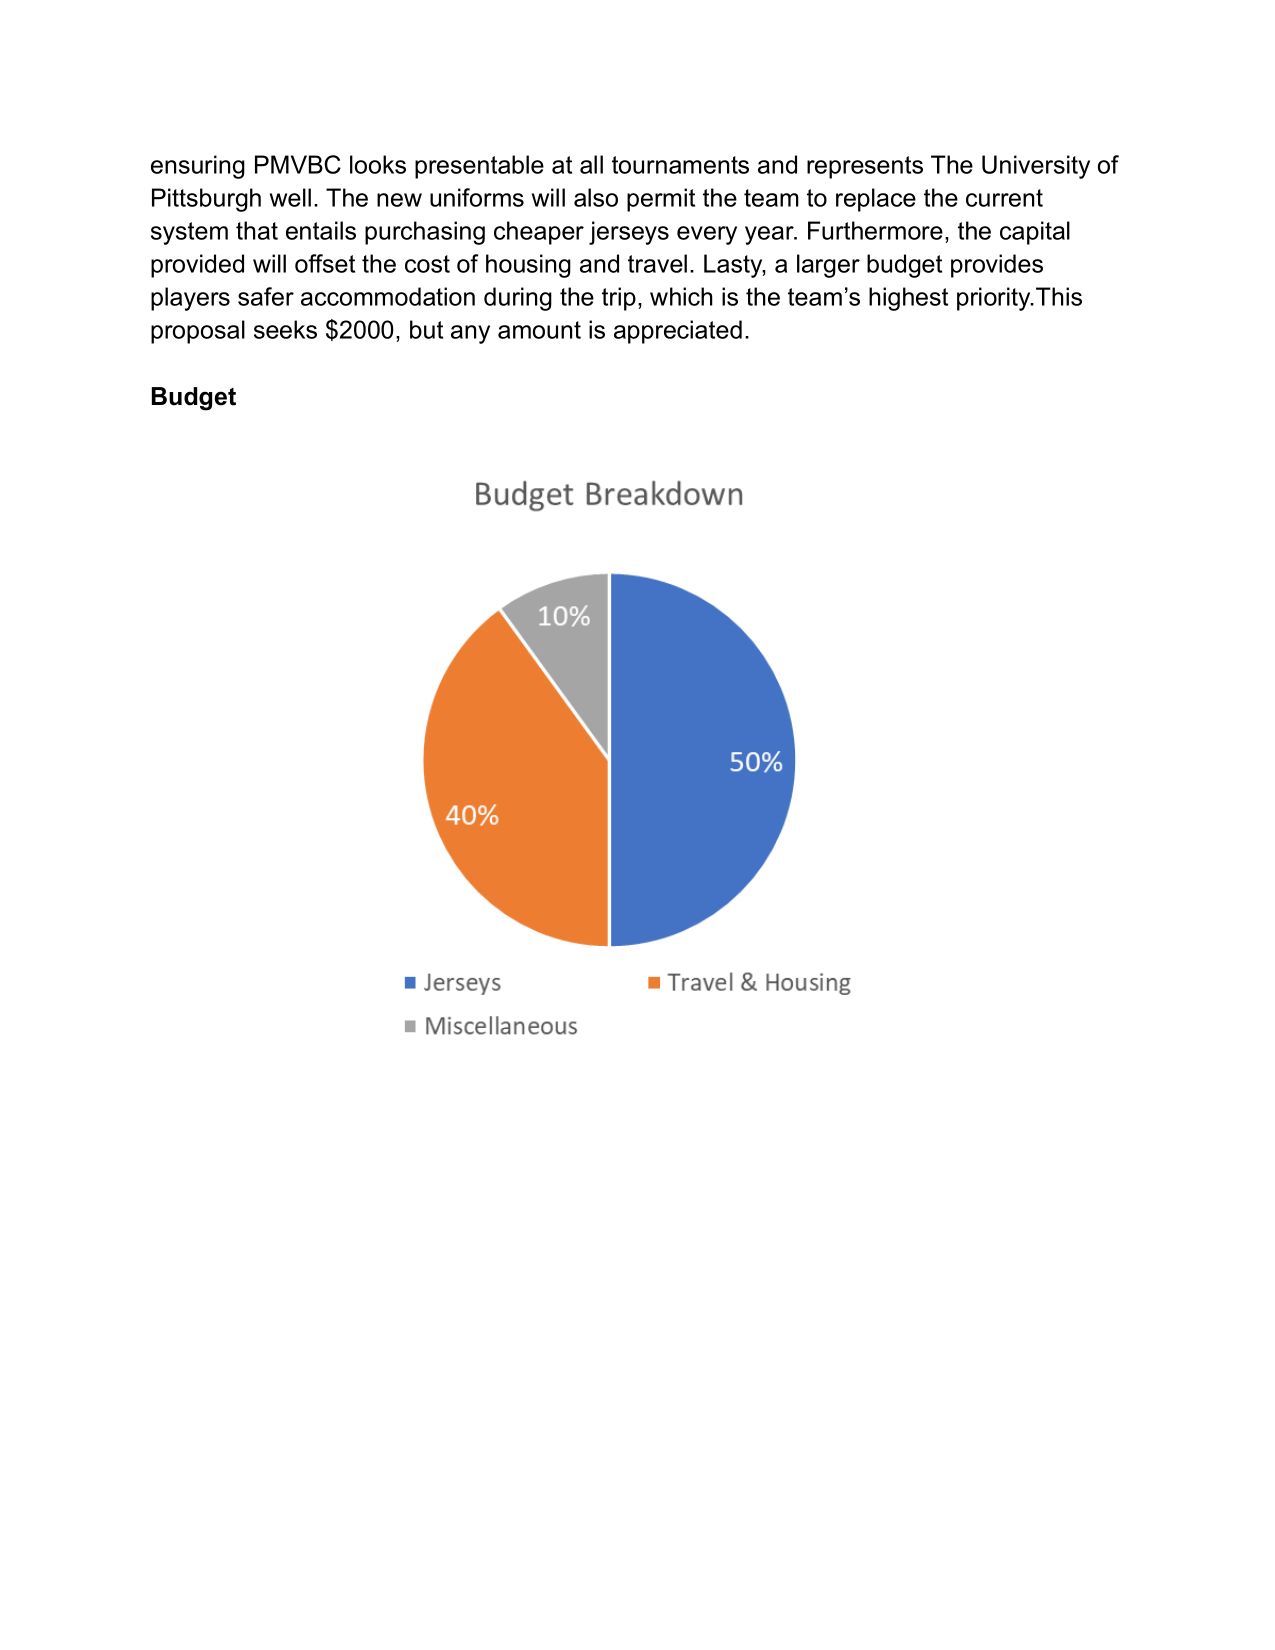 ensuring PMVBC looks presentable at all tournaments and represents The University of
Pittsburgh well. The new uniforms will also permit the team to replace the current
system that entails purchasing cheaper jerseys every year. Furthermore, the capital
provided will offset the cost of housing and travel. Lasty, a larger budget provides
players safer accommodation during the trip, which is the team’s highest priority.This
proposal seeks $2000, but any amount is appreciated.
Budget
Budget Breakdown
10%
50%
40%
Jerseys
Travel & Housing
Miscellaneous